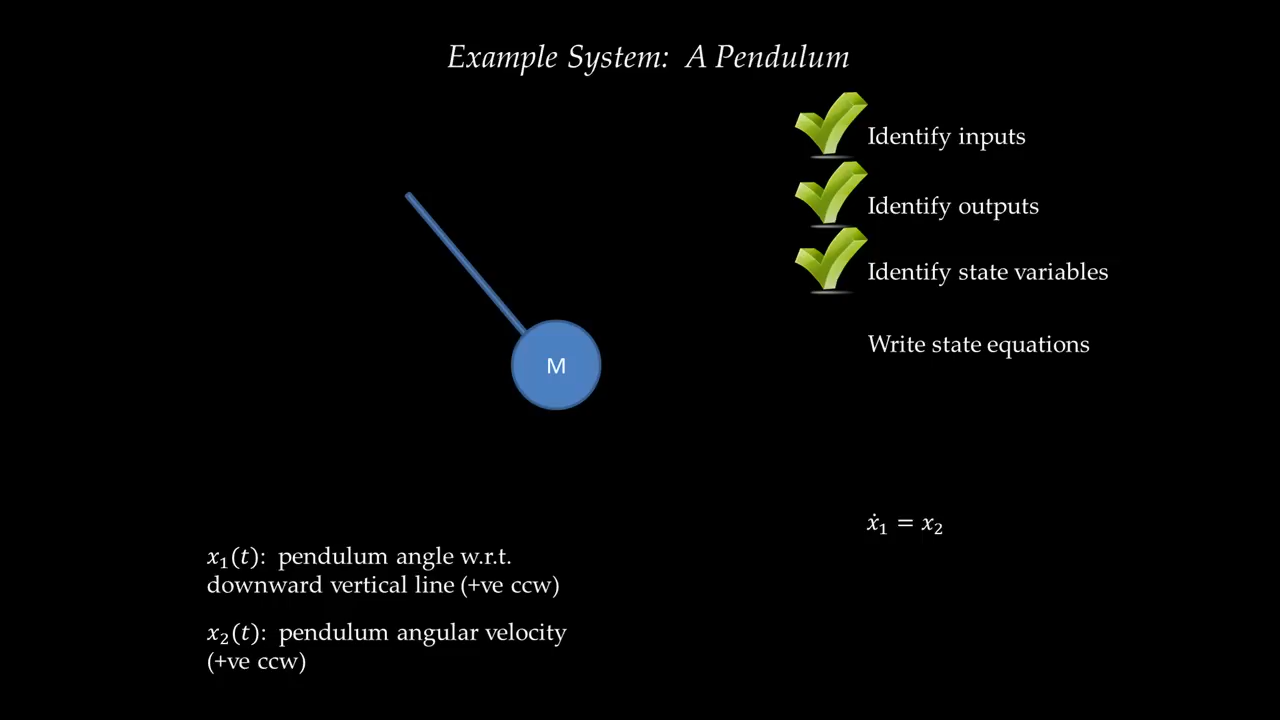 Example System: A Pendulum
Identify inputs
Identify outputs
Identify state variables
Write state equations
M
ẋ₁ = x₂
x₁(t): pendulum angle w.r.t.
downward vertical line (+ve ccw)
x₂(t): pendulum angular velocity
(+ve ccw)